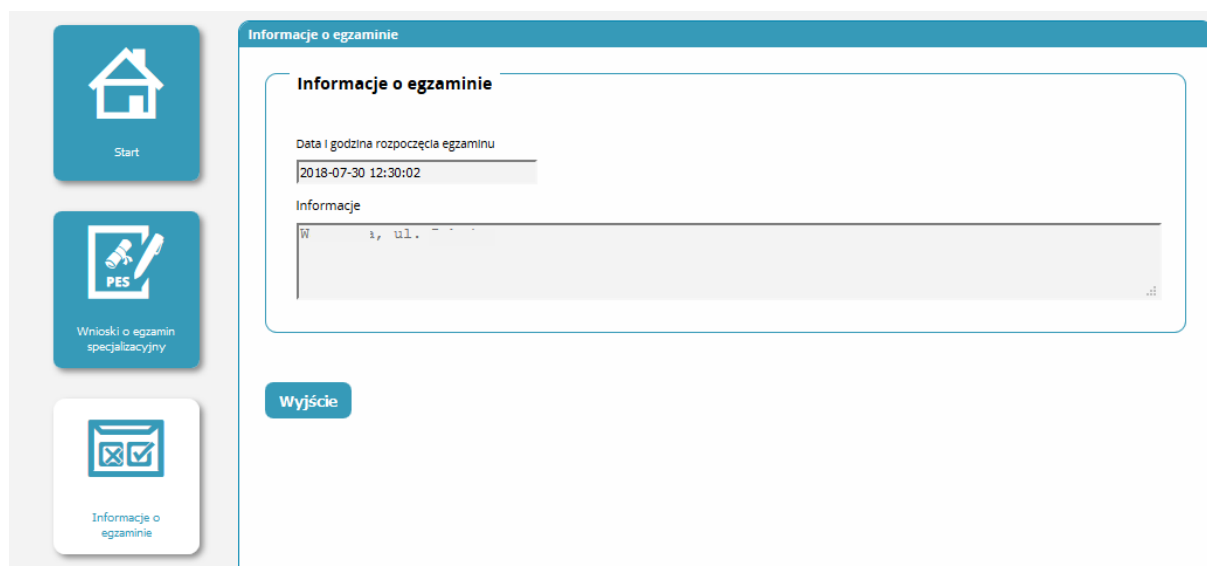 Informacje o egzaminie
Informacje o egzaminie
Data i godzina rozpoczęcia egzaminu
2018-07-30 12:30:02
Informacje
ul.
Wyjście
Start
PES
Wnioski o egzamin
specjalizacyjny
Informacje o
egzaminie